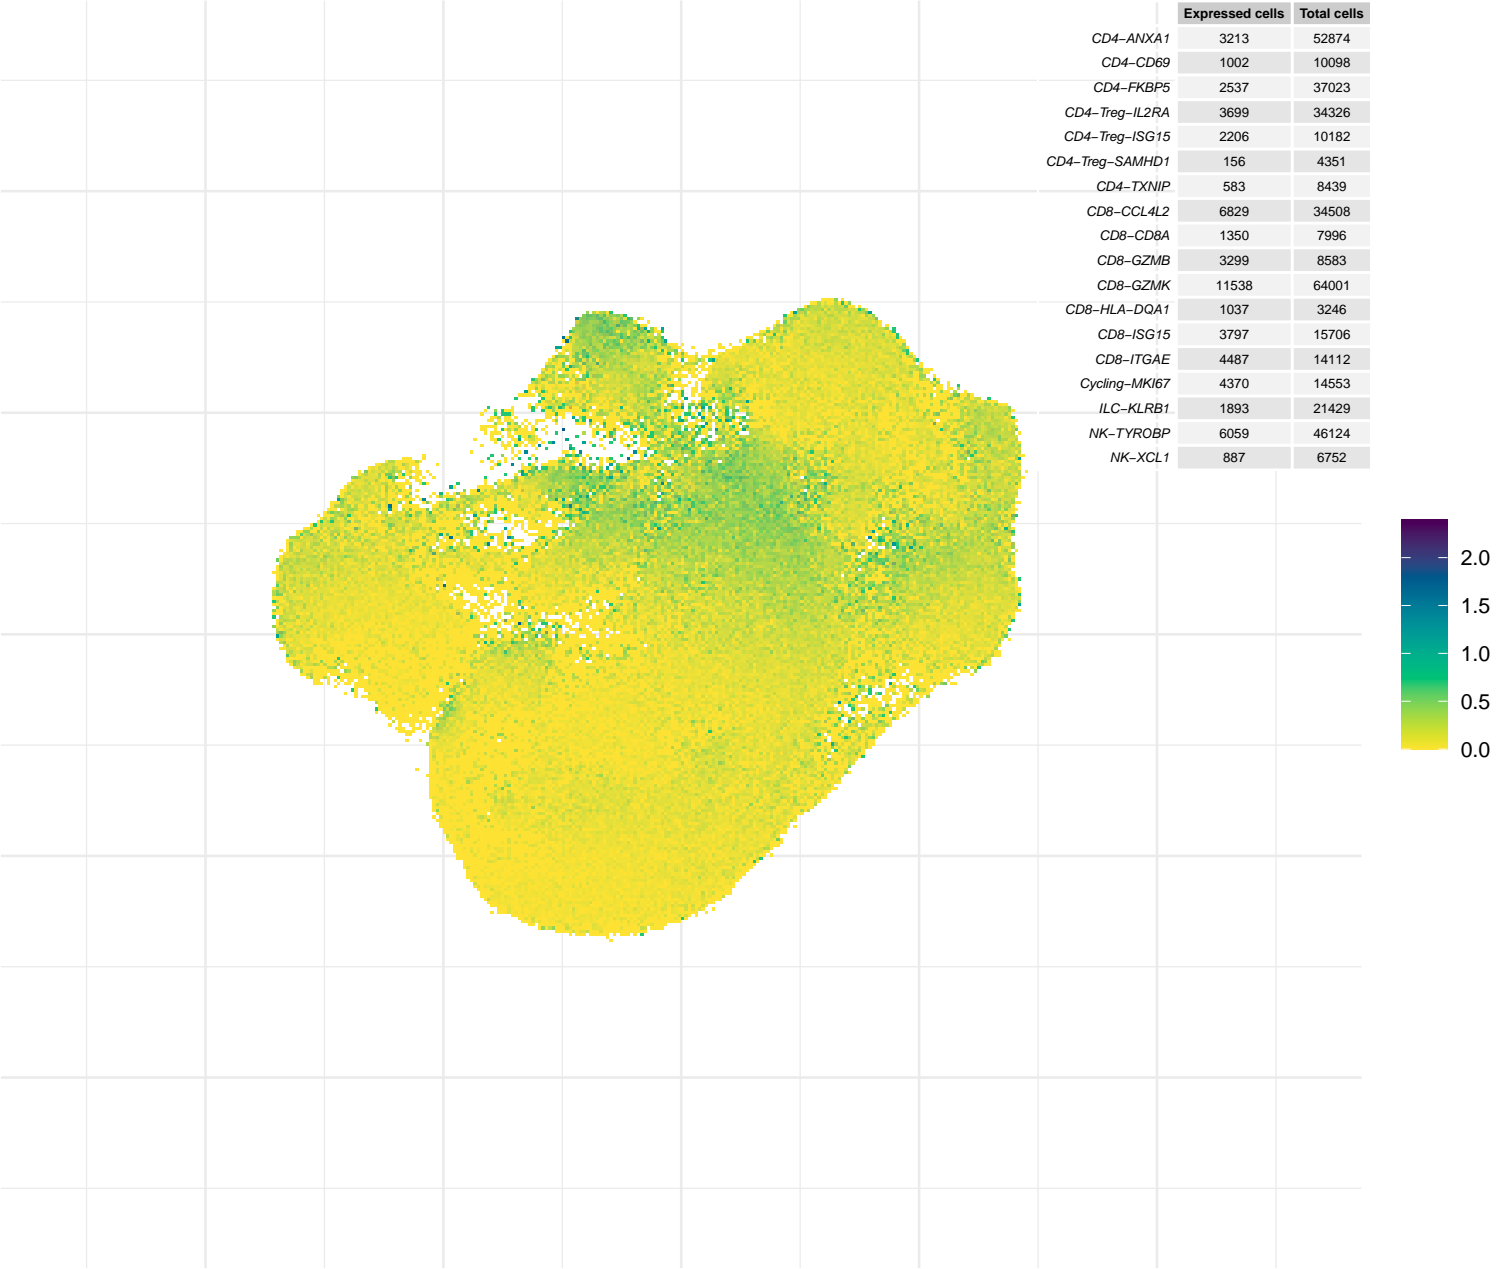 Expressed cells Total cells
CD4−ANXA1 3213 52874
CD4−CD69 1002 10098
CD4−FKBP5 2537 37023
CD4−Treg−IL2RA 3699 34326
CD4−Treg−ISG15 2206 10182
CD4−Treg−SAMHD1 156 4351
CD4−TXNIP 583 8439
CD8−CCL4L2 6829 34508
CD8−CD8A 1350 7996
CD8−GZMB 3299 8583
CD8−GZMK 11538 64001
CD8−HLA−DQA1 1037 3246
CD8−ISG15 3797 15706
CD8−ITGAE 4487 14112
Cycling−MKI67 4370 14553
ILC−KLRB1 1893 21429
NK−TYROBP 6059 46124
NK−XCL1 887 6752
2.0
1.5
1.0
0.5
0.0